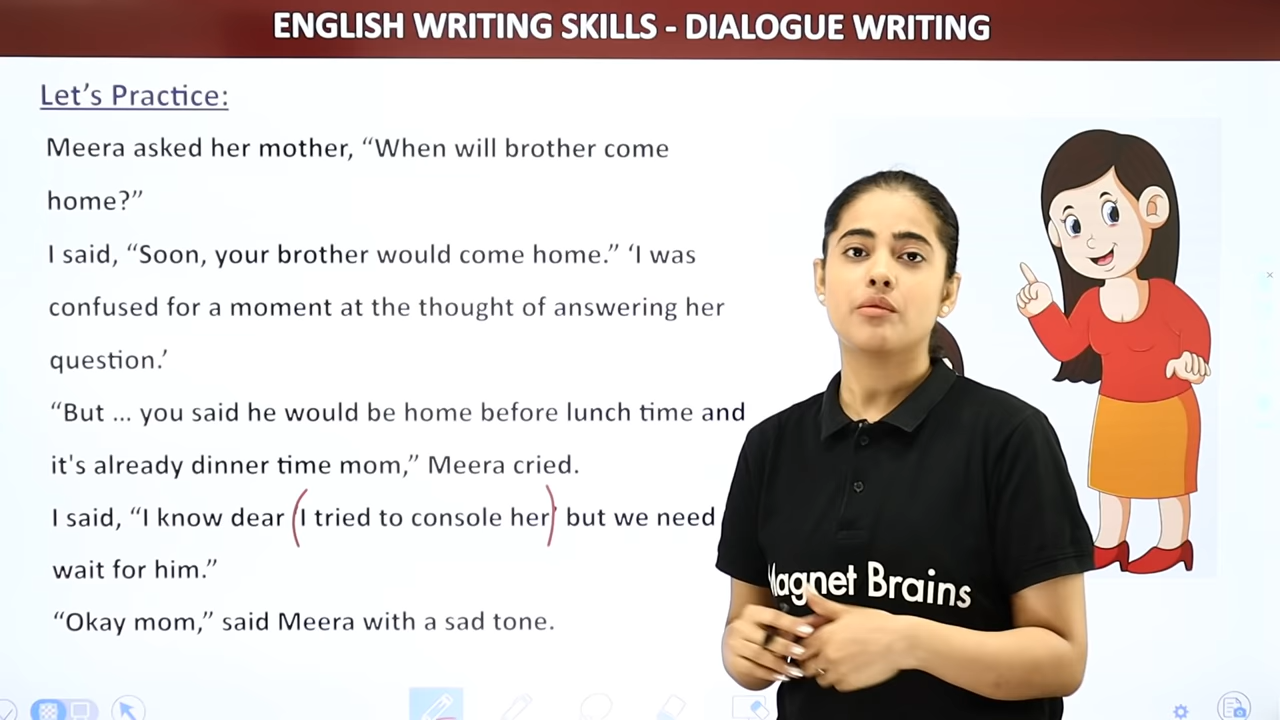 ENGLISH WRITING SKILLS - DIALOGUE WRITING
Let’s Practice:
Meera asked her mother, “When will brother come
home?”
I said, “Soon, your brother would come home.” ‘I was
confused for a moment at the thought of answering her
question.’
“But ... you said he would be home before lunch time and
it's already dinner time mom,” Meera cried.
I said, “I know dear (I tried to console her)’ but we need
wait for him.”
“Okay mom,” said Meera with a sad tone.
Magnet Brains